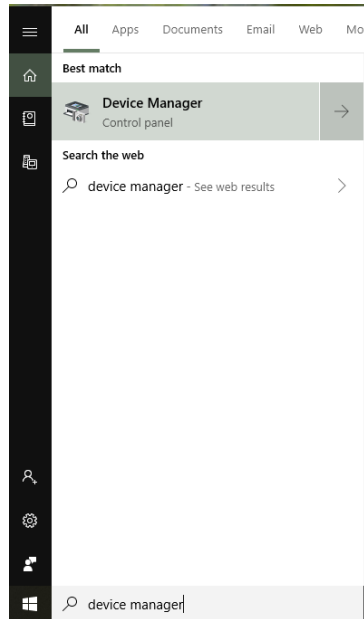 All Apps Documents Email Web Mo
Best match
Device Manager
Control panel
Search the web
device manager - See web results
device manager